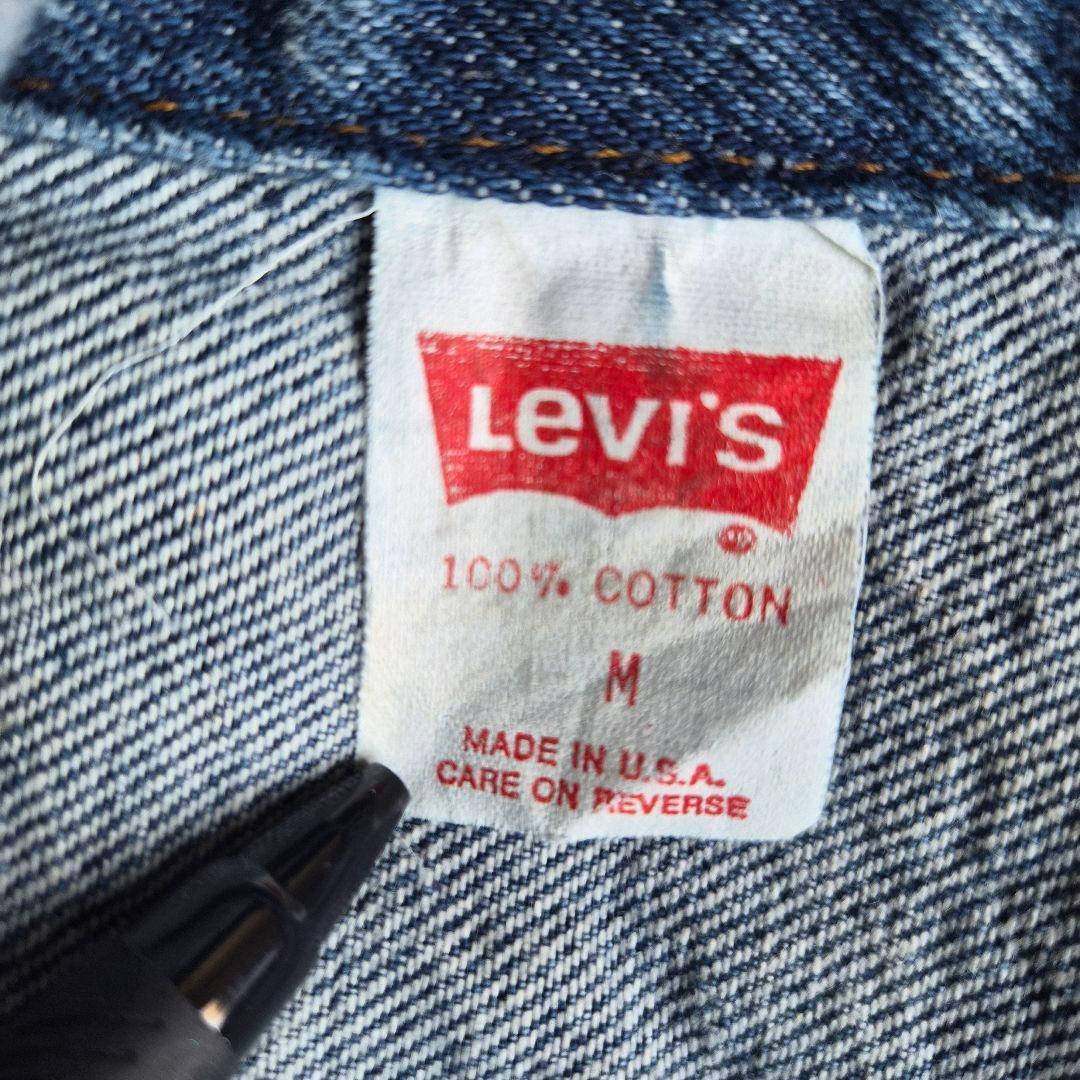 Levi's
®
100% COTTON
M
MADE IN U.S.A.
CARE ON REVERSE